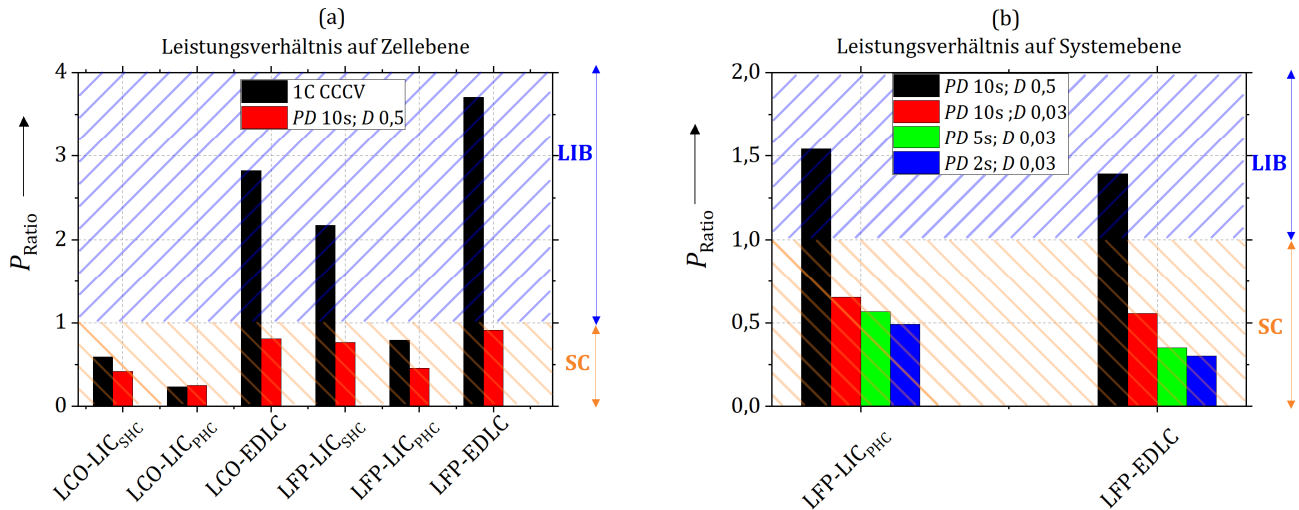 (a)
Leistungsverhältnis auf Zellebene
4
3
2
1
0
P_Ratio
1C CCCV
PD 10s; D 0,5
LIB
SC
LCO-LIC_SHC
LCO-LIC_PHC
LCO-EDLC
LFP-LIC_SHC
LFP-LIC_PHC
LFP-EDLC
(b)
Leistungsverhältnis auf Systemebene
2,0
1,5
1,0
0,5
0,0
P_Ratio
PD 10s; D 0,5
PD 10s ;D 0,03
PD 5s; D 0,03
PD 2s; D 0,03
LIB
SC
LFP-LIC_PHC
LFP-EDLC